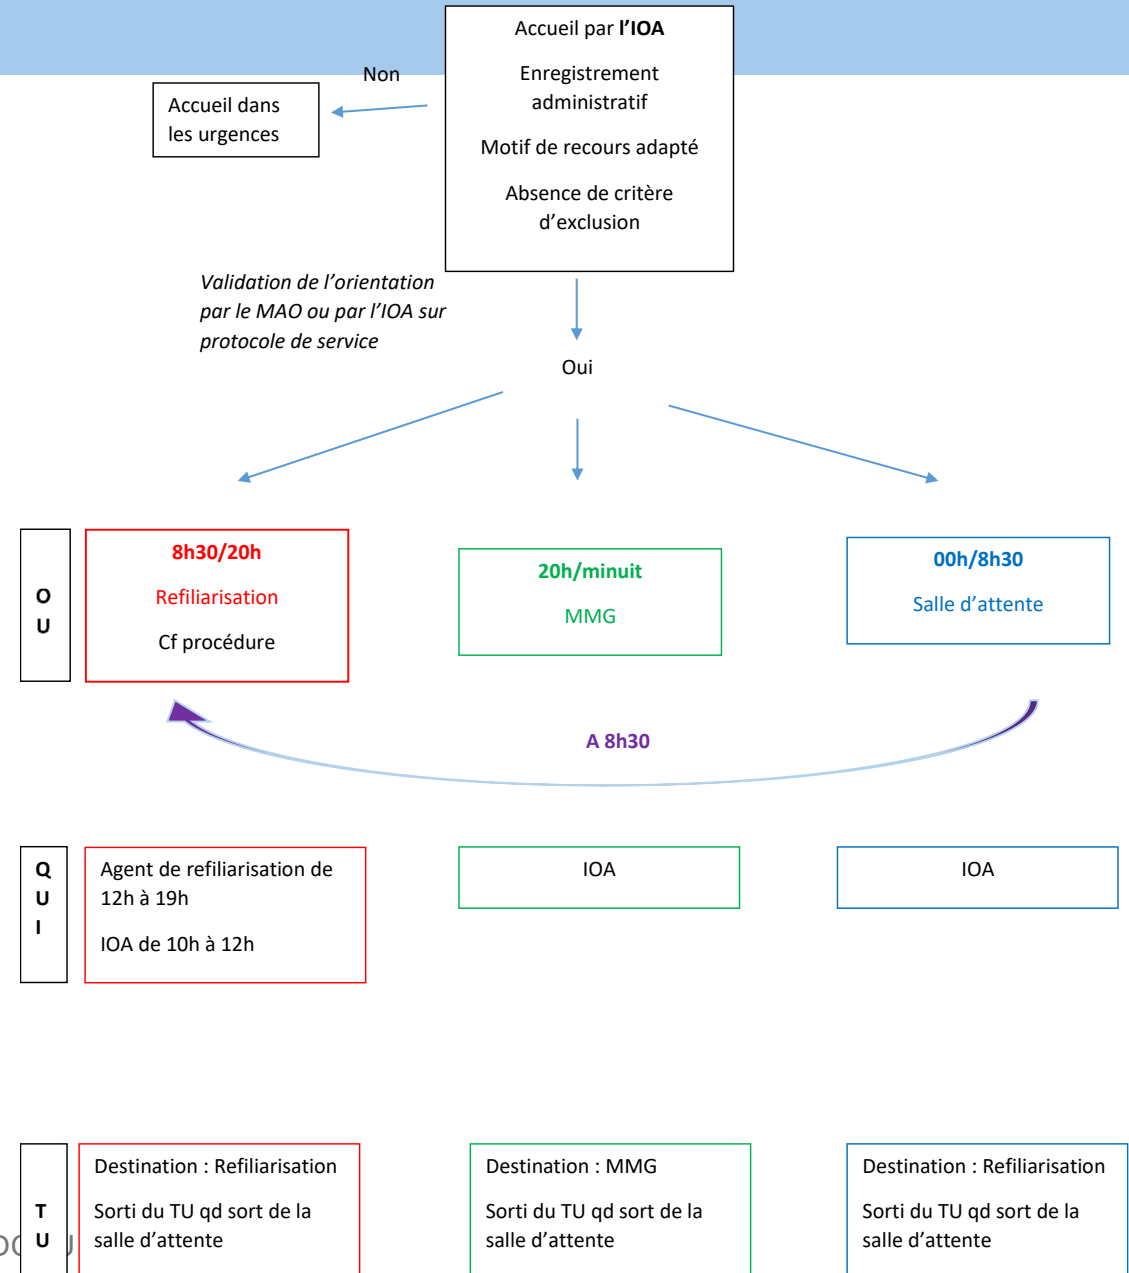 Accueil par l’IOA
Enregistrement
administratif
Motif de recours adapté
Absence de critère
d’exclusion
Non
Accueil dans
les urgences
Validation de l’orientation
par le MAO ou par l’IOA sur
protocole de service
Oui
O
U
8h30/20h
Refiliarisation
Cf procédure
20h/minuit
MMG
00h/8h30
Salle d’attente
A 8h30
Q
U
I
Agent de refiliarisation de
12h à 19h
IOA de 10h à 12h
IOA
IOA
T
U
Destination : Refiliarisation
Sorti du TU qd sort de la
salle d’attente
Destination : MMG
Sorti du TU qd sort de la
salle d’attente
Destination : Refiliarisation
Sorti du TU qd sort de la
salle d’attente